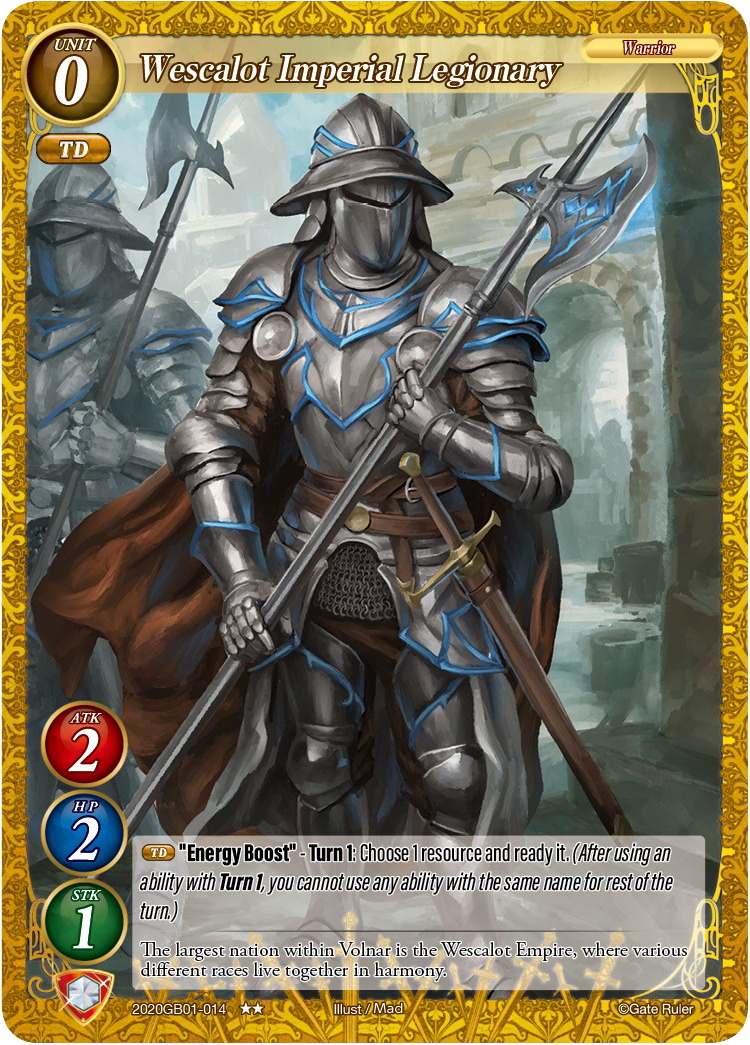 UNIT
0
Wescalot Imperial Legionary
Warrior
TD
ATK
2
HP
2
STK
1
TD "Energy Boost" - Turn 1: Choose 1 resource and ready it. (After using an
ability with Turn 1, you cannot use any ability with the same name for rest of the
turn.)
The largest nation within Volnar is the Wescalot Empire, where various
different races live together in harmony.
2020GB01-014 ★★ Illust / Mad ©Gate Ruler